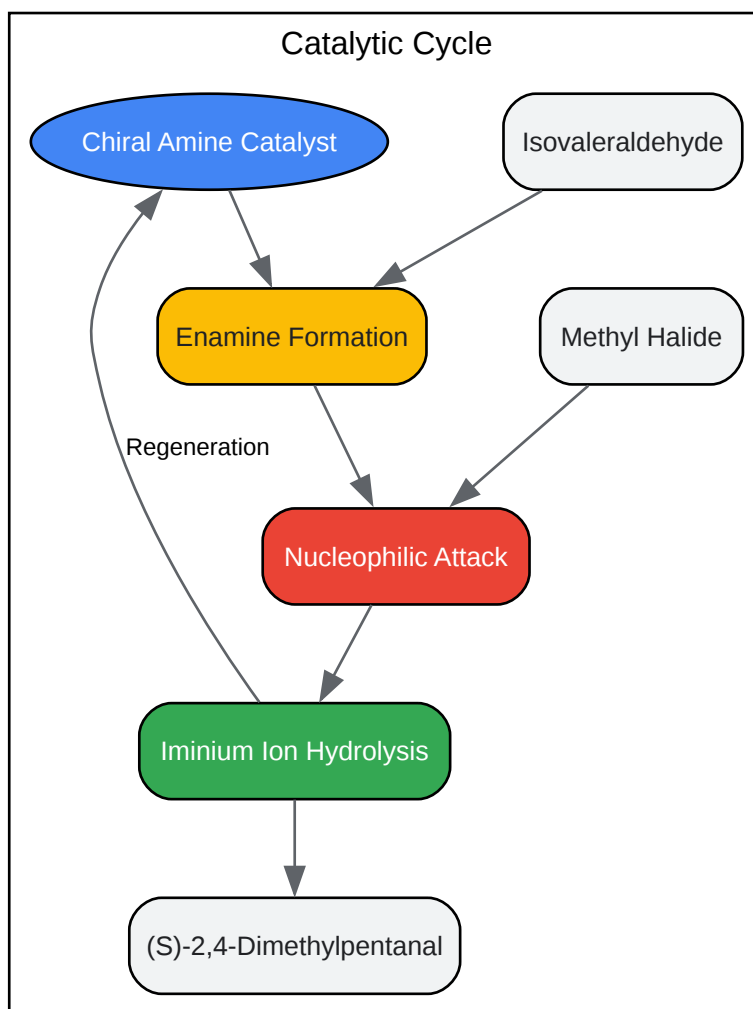 Catalytic Cycle
Chiral Amine Catalyst
Isovaleraldehyde
Enamine Formation
Methyl Halide
Regeneration
Nucleophilic Attack
Iminium Ion Hydrolysis
(S)-2,4-Dimethylpentanal